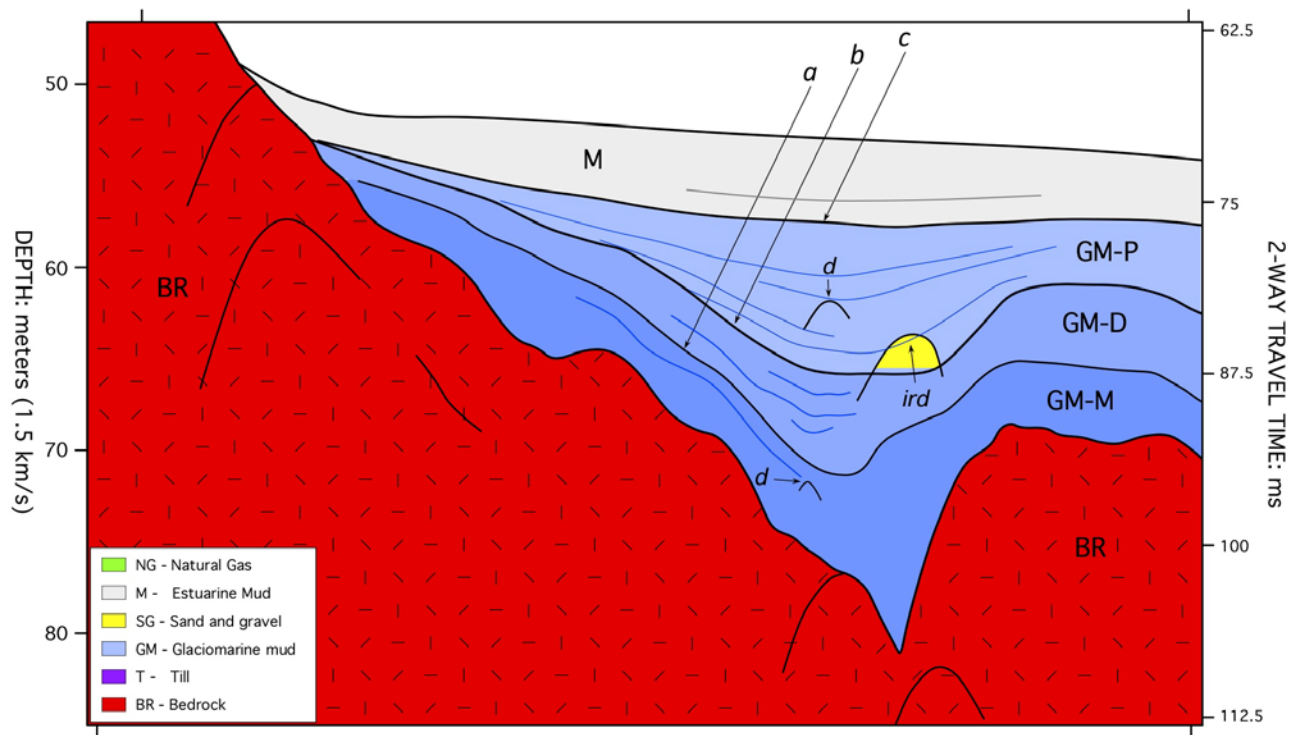 a
b
c
62.5
50
M
75
GM-P
60
d
BR
GM-D
87.5
ird
GM-M
70
d
100
BR
80
112.5
DEPTH: meters (1.5 km/s)
2-WAY TRAVEL TIME: ms
NG - Natural Gas
M - Estuarine Mud
SG - Sand and gravel
GM - Glaciomarine mud
T - Till
BR - Bedrock